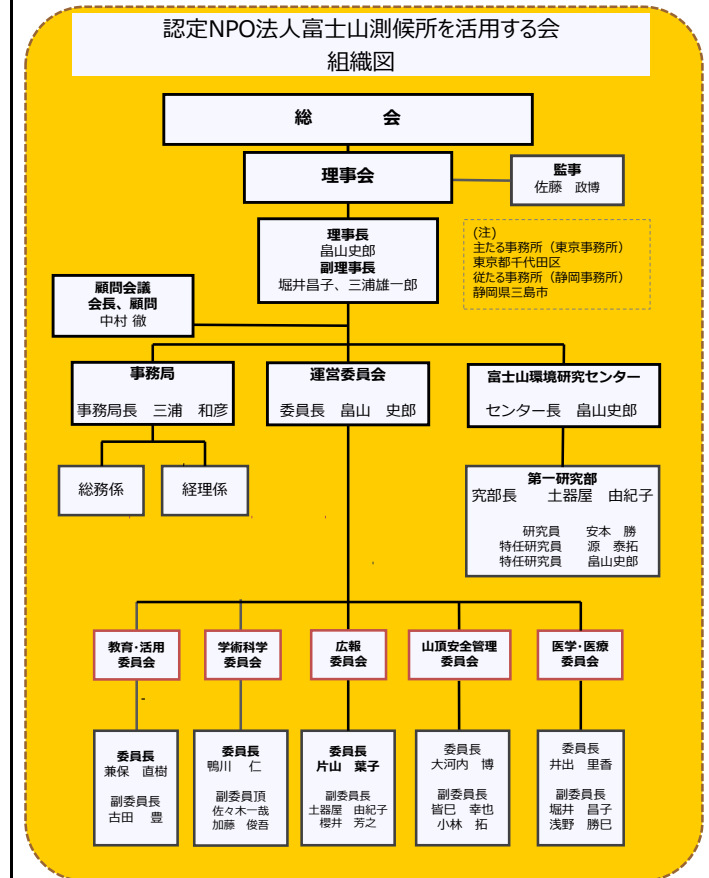 認定NPO法人富士山測候所を活用する会
組織図
総　　会
理事会
監事
佐藤　政博
理事長
畠山史郎
副理事長
堀井昌子、三浦雄一郎
(注)
主たる事務所（東京事務所）
東京都千代田区
従たる事務所（静岡事務所）
静岡県三島市
顧問会議
会長、顧問
中村 徹
事務局
事務局長　三浦　和彦
運営委員会
委員長　畠山　史郎
富士山環境研究センター
センター長　畠山史郎
総務係
経理係
第一研究部
究部長　土器屋　由紀子
研究員　安本　勝
特任研究員　源　泰拓
特任研究員　畠山史郎
教育・活用
委員会
学術科学
委員会
広報
委員会
山頂安全管理
委員会
医学・医療
委員会
委員長
兼保　直樹
副委員長
古田　豊
委員長
鴨川　仁
副委員頂
佐々木一哉
加藤　俊吾
委員長
片山　葉子
副委員長
土器屋　由紀子
櫻井　芳之
委員長
大河内　博
副委員長
皆巳　幸也
小林　拓
委員長
井出　里香
副委員長
堀井　昌子
浅野　勝巳